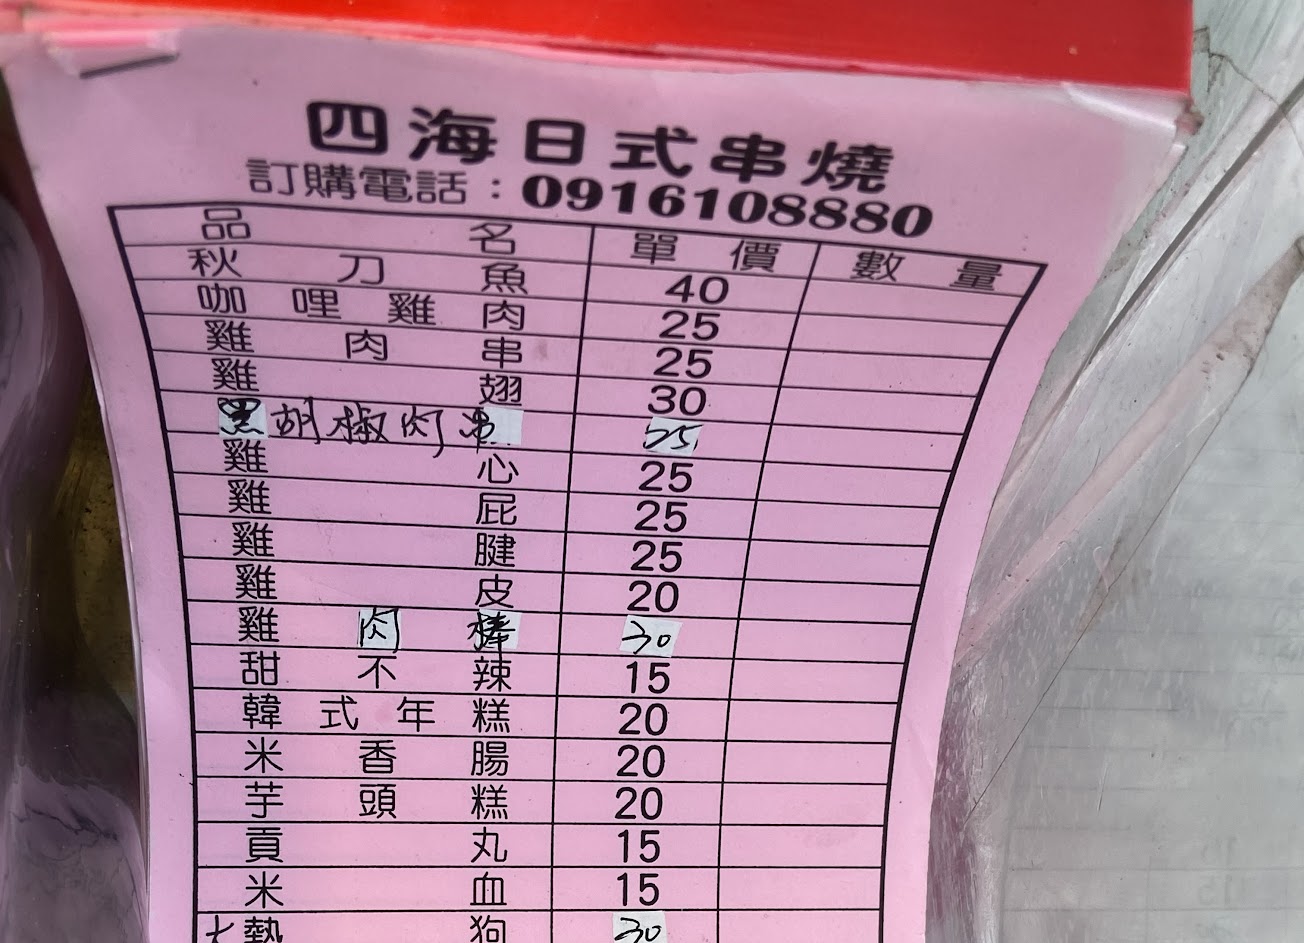 四海日式串燒
訂購電話：0916108880
品名 單價 數量
秋刀魚 40
咖哩雞肉 25
雞肉串 25
雞翅 30
黑胡椒肉串 25
雞心 25
雞屁 25
雞腱 25
雞皮 20
雞肉棒 30
甜不辣 15
韓式年糕 20
米香腸 20
芋頭糕 20
貢丸 15
米血 15
大熱狗 30